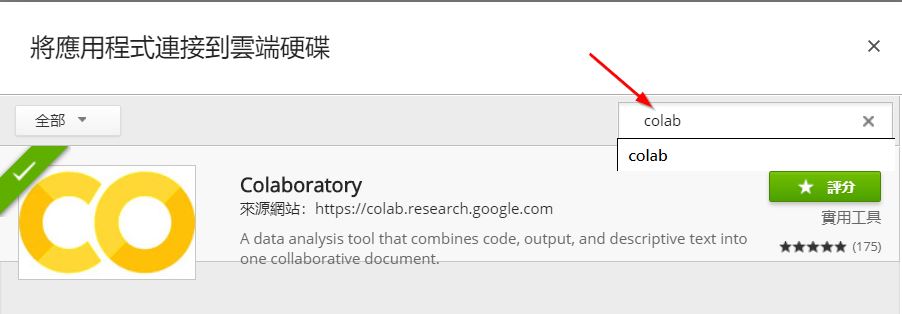 將應用程式連接到雲端硬碟
全部
colab
colab
Colaboratory
來源網站：https://colab.research.google.com
A data analysis tool that combines code, output, and descriptive text into
one collaborative document.
評分
實用工具
(175)